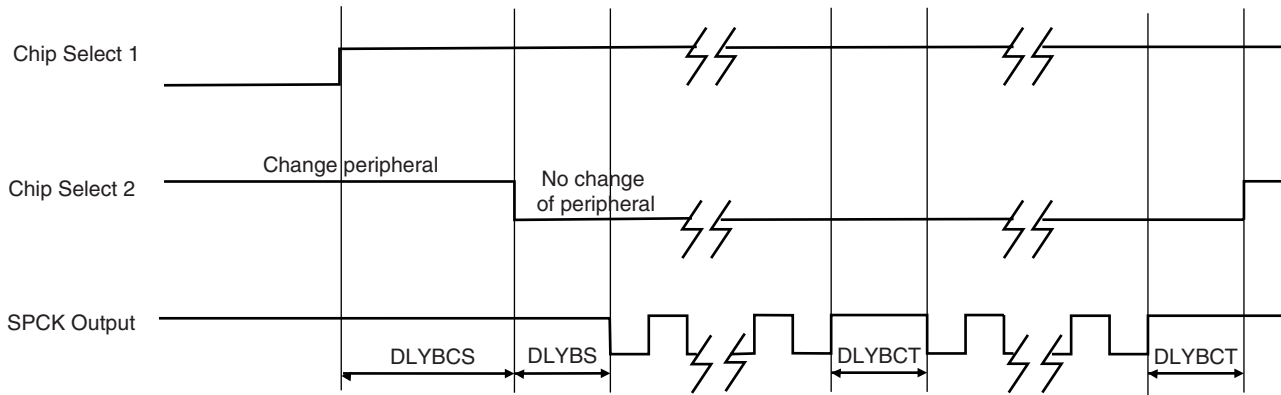 Chip Select 1
Change peripheral
Chip Select 2
No change
of peripheral
SPCK Output
DLYBCS
DLYBS
DLYBCT
DLYBCT